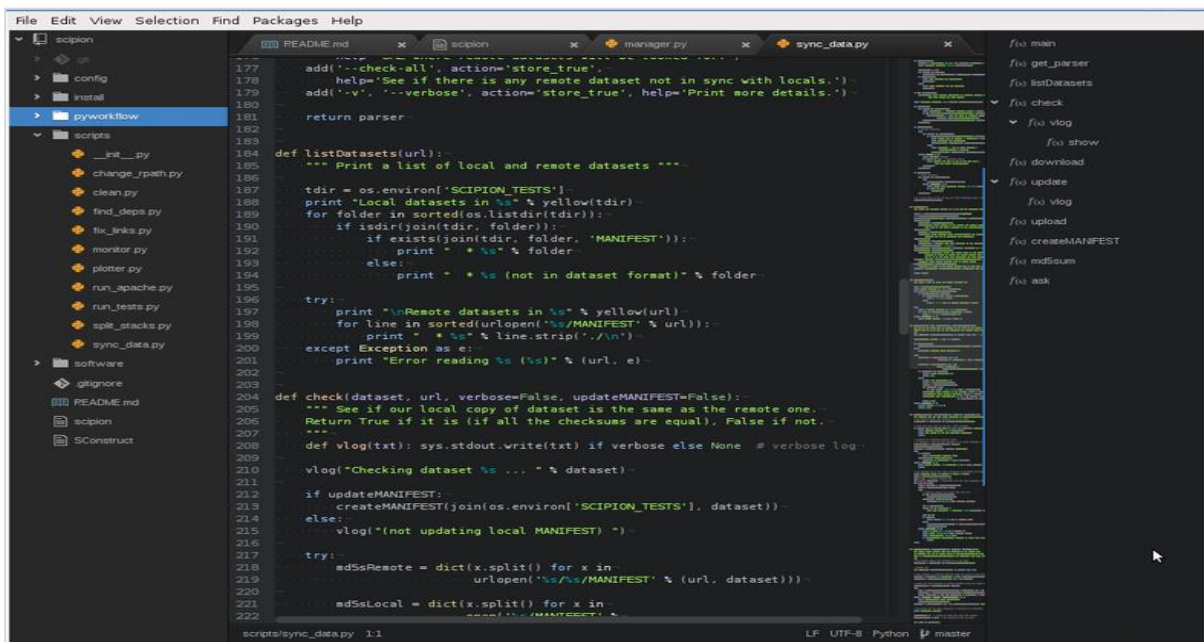 File Edit View Selection Find Packages Help
scipion
.git
config
install
pyworkflow
scripts
__init__.py
change_rpath.py
clean.py
find_deps.py
fix_links.py
monitor.py
plotter.py
run_apache.py
run_tests.py
split_stacks.py
sync_data.py
software
.gitignore
README.md
scipion
SConstruct
README.md scipion manager.py sync_data.py
177 add('--check-all', action='store_true',
178 help='See if there is any remote dataset not in sync with locals.')
179 add('-v', '--verbose', action='store_true', help='Print more details.')
180
181 return parser
182
183
184 def listDatasets(url):
185 """ Print a list of local and remote datasets """
186
187 tdir = os.environ['SCIPION_TESTS']
188 print "Local datasets in %s" % yellow(tdir)
189 for folder in sorted(os.listdir(tdir)):
190 if isdir(join(tdir, folder)):
191 if exists(join(tdir, folder, 'MANIFEST')):
192 print " * %s" % folder
193 else:
194 print " * %s (not in dataset format)" % folder
195
196 try:
197 print "\nRemote datasets in %s" % yellow(url)
198 for line in sorted(urlopen('%s/MANIFEST' % url)):
199 print " * %s" % line.strip('./\n')
200 except Exception as e:
201 print "Error reading %s (%s)" % (url, e)
202
203
204 def check(dataset, url, verbose=False, updateMANIFEST=False):
205 """ See if our local copy of dataset is the same as the remote one.
206 Return True if it is (if all the checksums are equal), False if not.
207 """
208 def vlog(txt): sys.stdout.write(txt) if verbose else None # verbose log
209
210 vlog("Checking dataset %s ... " % dataset)
211
212 if updateMANIFEST:
213 createMANIFEST(join(os.environ['SCIPION_TESTS'], dataset))
214 else:
215 vlog("(not updating local MANIFEST) ")
216
217 try:
218 md5sRemote = dict(x.split() for x in
219 urlopen('%s/%s/MANIFEST' % (url, dataset)))
220
221 md5sLocal = dict(x.split() for x in
222
f(x) main
f(x) get_parser
f(x) listDatasets
f(x) check
f(x) vlog
f(x) show
f(x) download
f(x) update
f(x) vlog
f(x) upload
f(x) createMANIFEST
f(x) md5sum
f(x) ask
scripts/sync_data.py 1:1 LF UTF-8 Python master